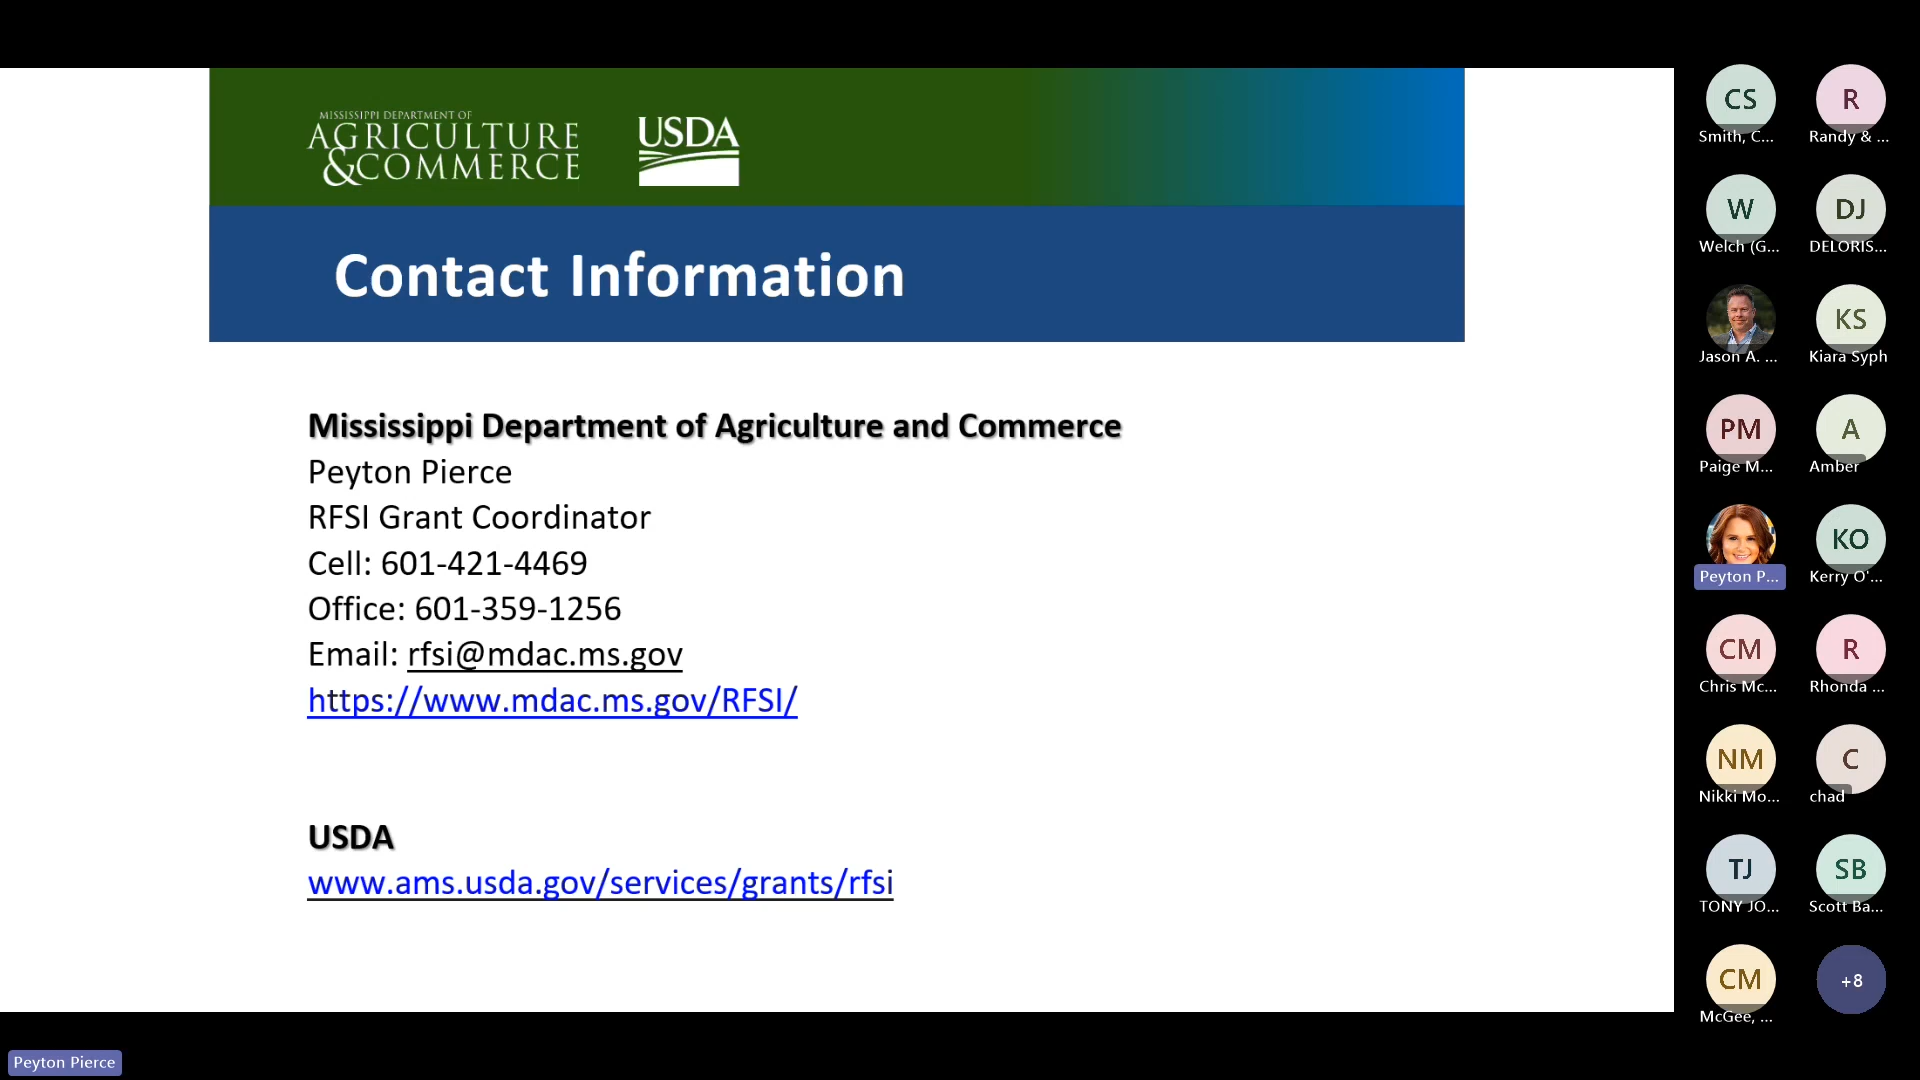 MISSISSIPPI DEPARTMENT OF
AGRICULTURE
&COMMERCE
USDA
Contact Information
Mississippi Department of Agriculture and Commerce
Peyton Pierce
RFSI Grant Coordinator
Cell: 601-421-4469
Office: 601-359-1256
Email: rfsi@mdac.ms.gov
https://www.mdac.ms.gov/RFSI/
USDA
www.ams.usda.gov/services/grants/rfsi
CS
Smith, C...
R
Randy & ...
W
Welch (G...
DJ
DELORIS...
Jason A. ...
KS
Kiara Syph
PM
Paige M...
A
Amber
Peyton P...
KO
Kerry O'...
CM
Chris Mc...
R
Rhonda ...
NM
Nikki Mo...
C
chad
TJ
TONY JO...
SB
Scott Ba...
CM
McGee, ...
+8
Peyton Pierce